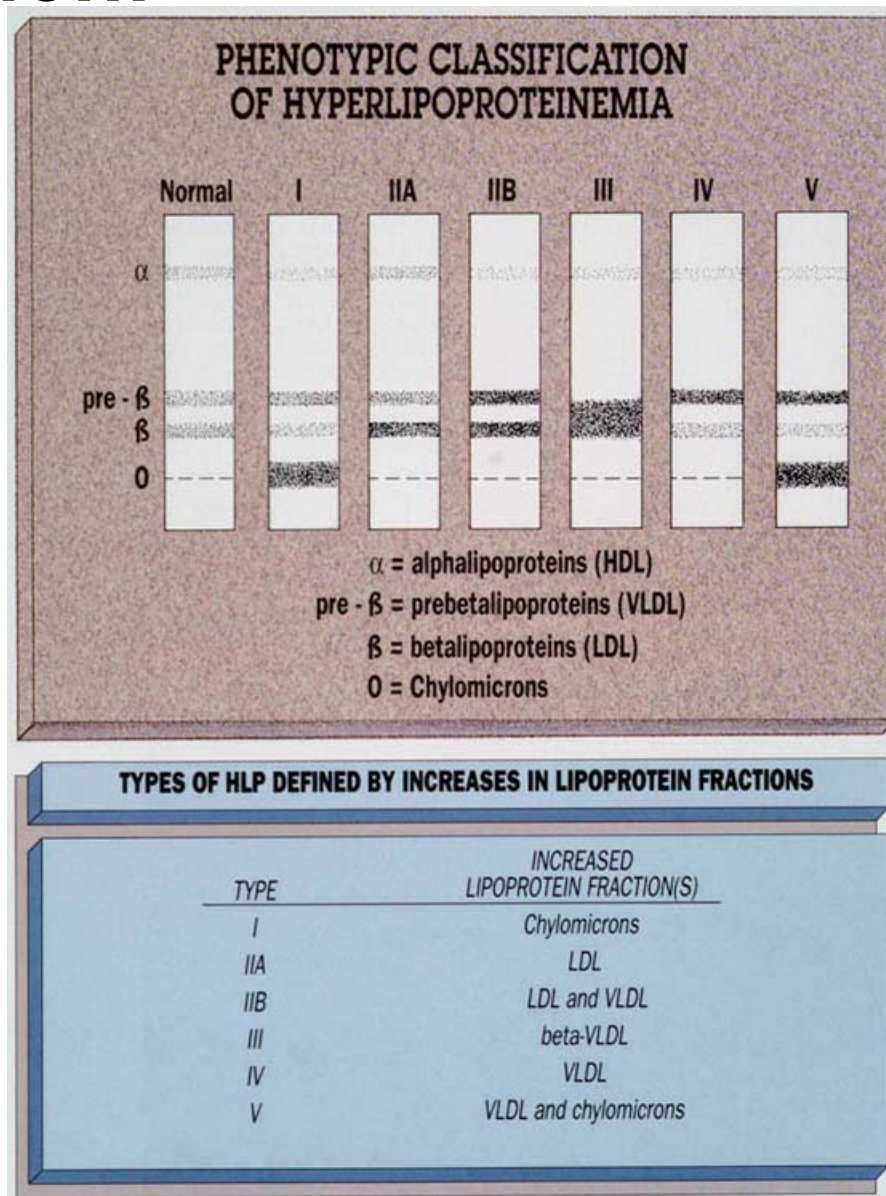 PHENOTYPIC CLASSIFICATION
OF HYPERLIPOPROTEINEMIA
Normal I IIA IIB III IV V
α
pre - ß
ß
0
α = alphalipoproteins (HDL)
pre - ß = prebetalipoproteins (VLDL)
ß = betalipoproteins (LDL)
0 = Chylomicrons
TYPES OF HLP DEFINED BY INCREASES IN LIPOPROTEIN FRACTIONS
INCREASED
TYPE LIPOPROTEIN FRACTION(S)
I Chylomicrons
IIA LDL
IIB LDL and VLDL
III beta-VLDL
IV VLDL
V VLDL and chylomicrons